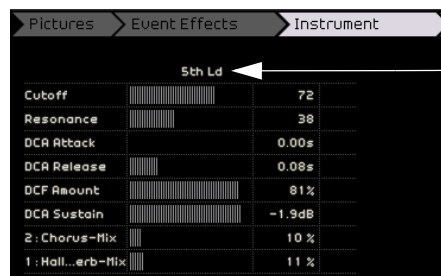 Pictures Event Effects Instrument
5th Ld
Cutoff 72
Resonance 38
DCA Attack 0.00s
DCA Release 0.08s
DCF Amount 81%
DCA Sustain -1.9dB
2:Chorus-Mix 10 %
1:Hall...erb-Mix 11 %